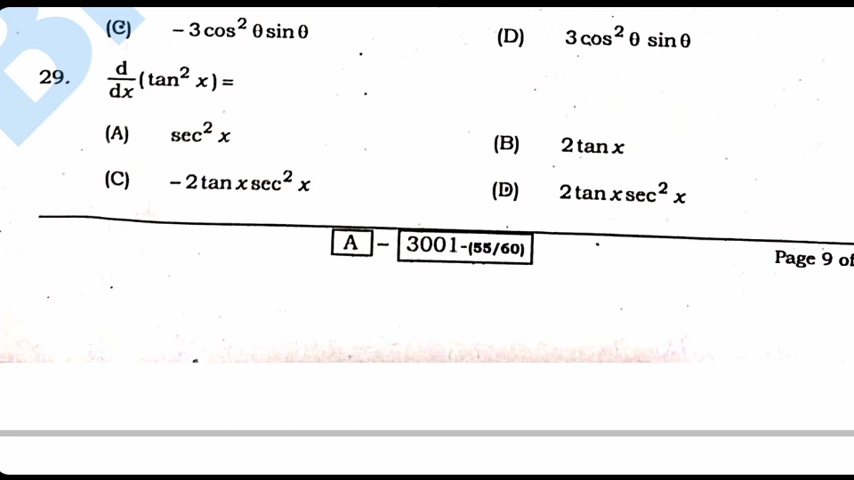 (C) − 3 cos² θ sin θ (D) 3 cos² θ sin θ
29. d/dx (tan² x) =
(A) sec² x (B) 2 tan x
(C) − 2 tan x sec² x (D) 2 tan x sec² x
A – 3001-(55/60)
Page 9 of